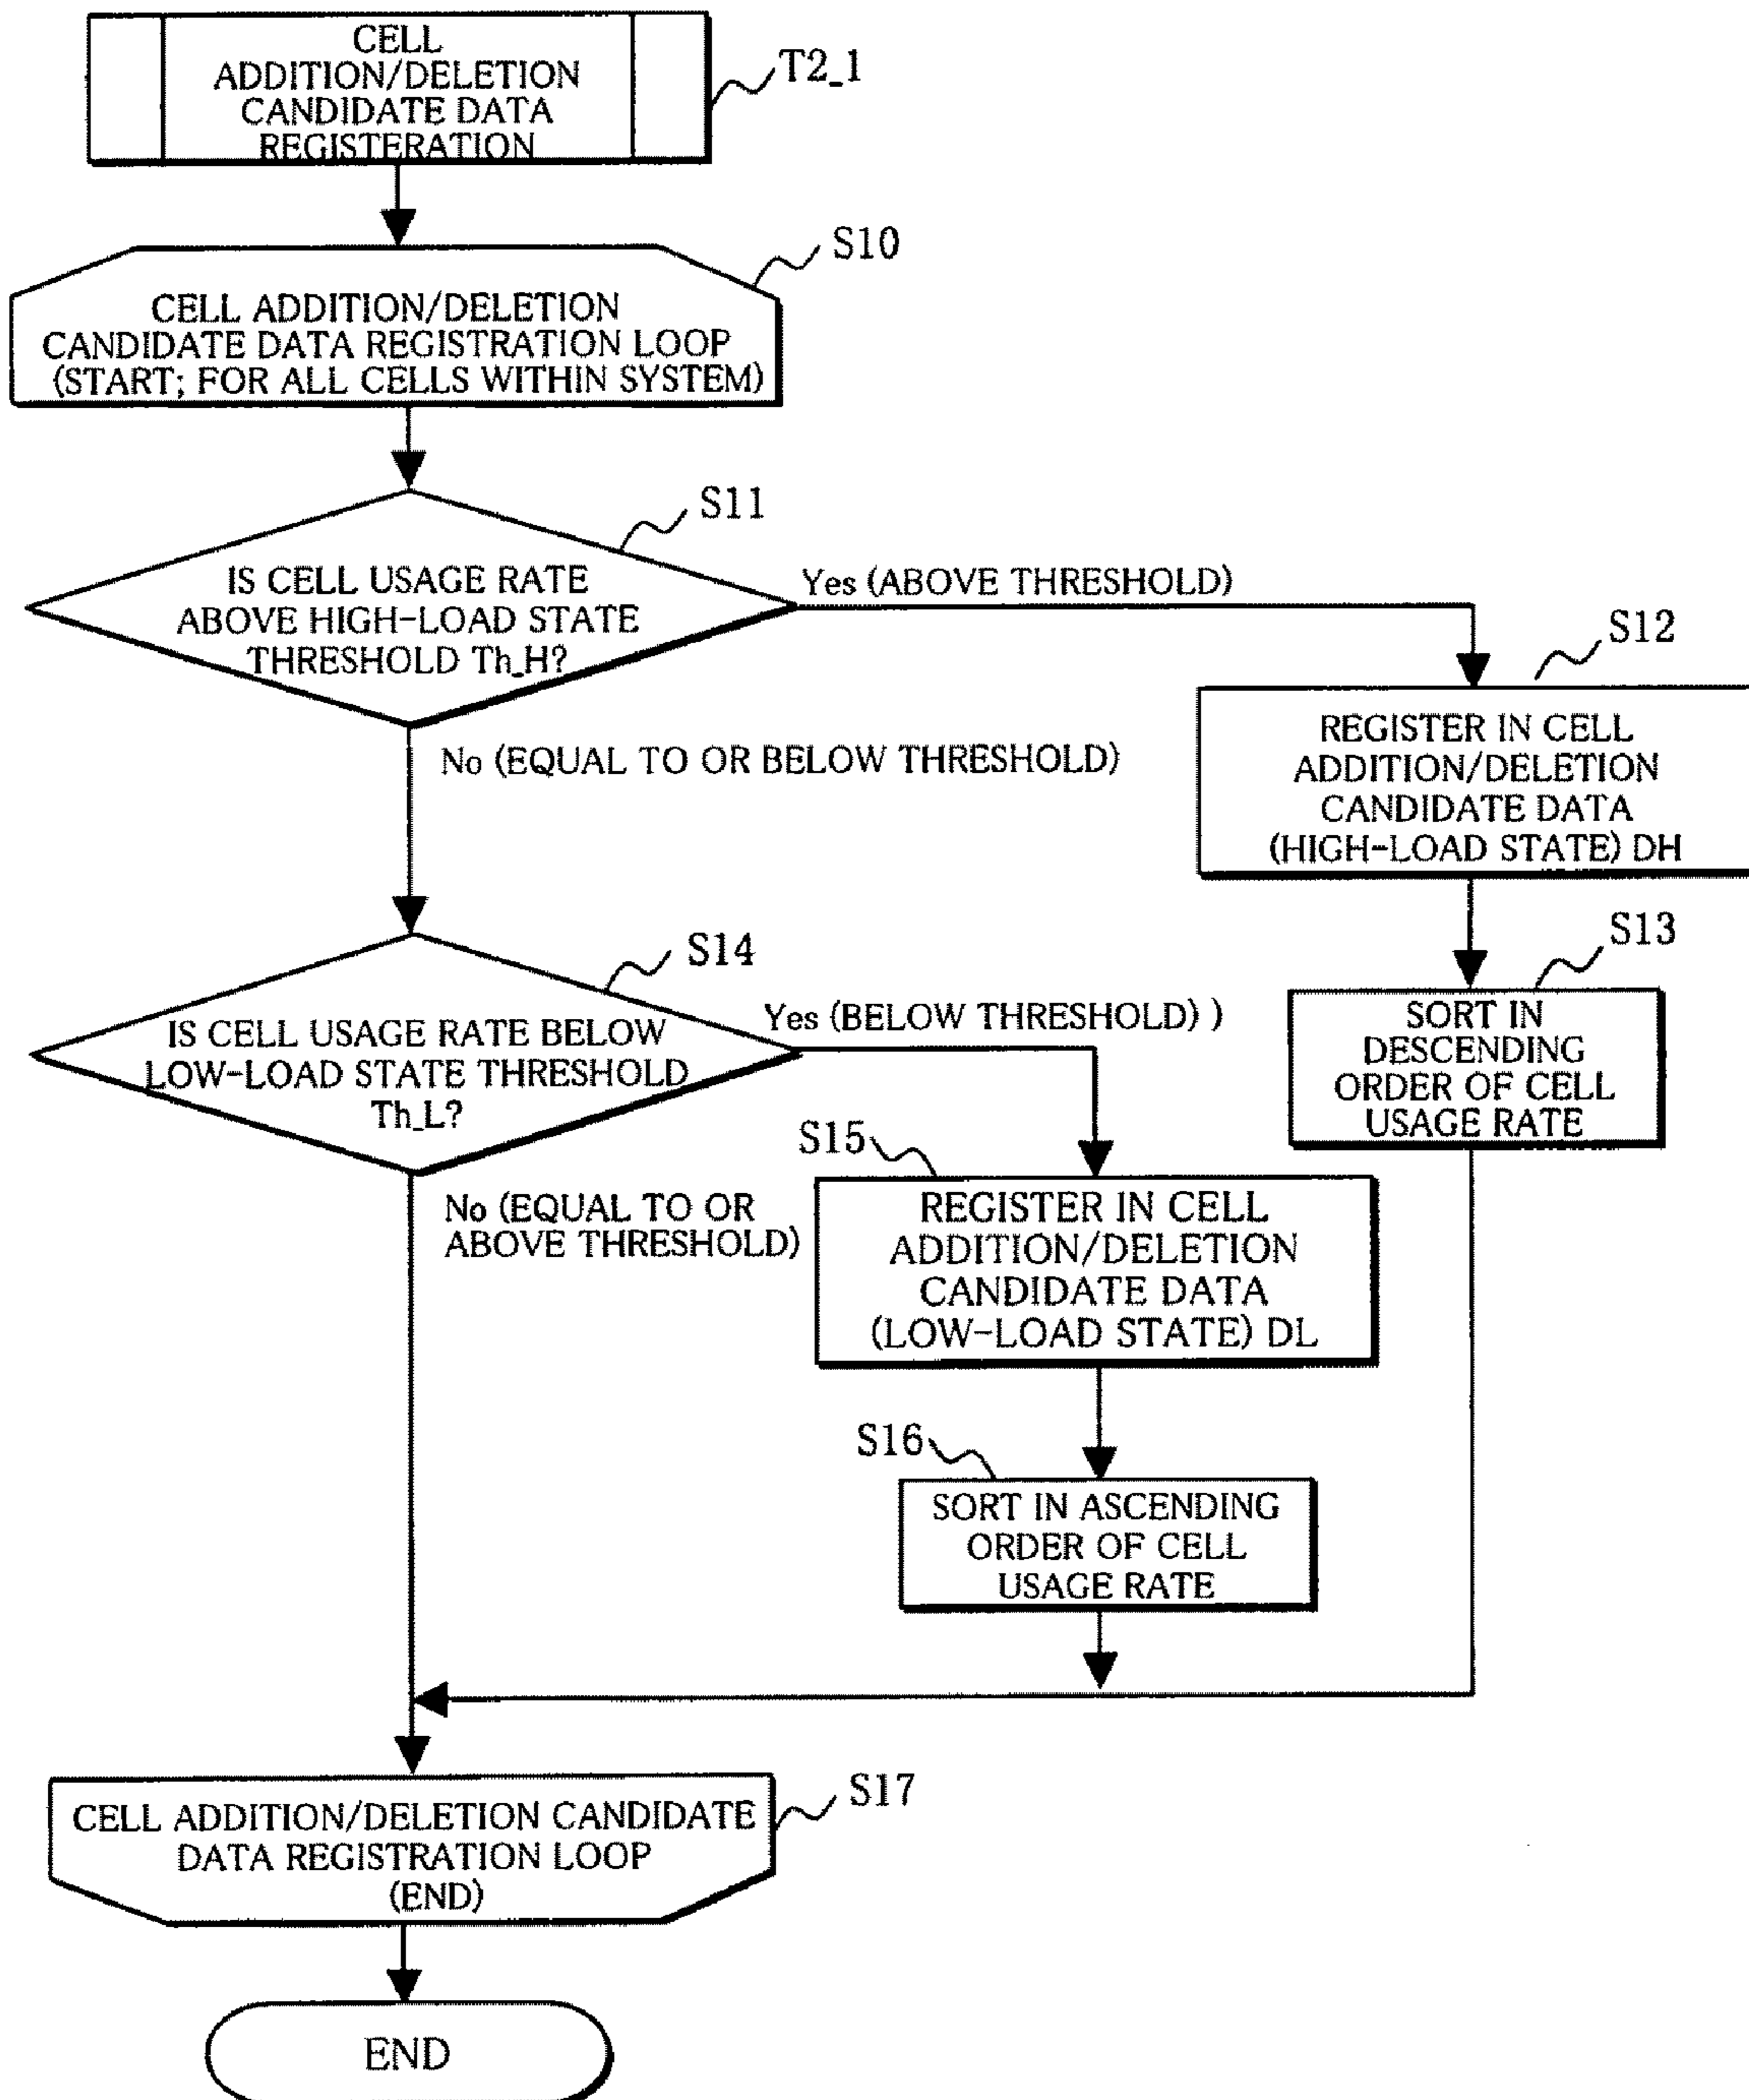 CELL
ADDITION/DELETION
CANDIDATE DATA
REGISTERATION
T2_1
S10
CELL ADDITION/DELETION
CANDIDATE DATA REGISTRATION LOOP
(START; FOR ALL CELLS WITHIN SYSTEM)
S11
IS CELL USAGE RATE
ABOVE HIGH-LOAD STATE
THRESHOLD Th_H?
Yes (ABOVE THRESHOLD)
No (EQUAL TO OR BELOW THRESHOLD)
S12
REGISTER IN CELL
ADDITION/DELETION
CANDIDATE DATA
(HIGH-LOAD STATE) DH
S13
SORT IN
DESCENDING
ORDER OF CELL
USAGE RATE
S14
IS CELL USAGE RATE BELOW
LOW-LOAD STATE THRESHOLD
Th_L?
Yes (BELOW THRESHOLD) )
No (EQUAL TO OR
ABOVE THRESHOLD)
S15
REGISTER IN CELL
ADDITION/DELETION
CANDIDATE DATA
(LOW-LOAD STATE) DL
S16
SORT IN ASCENDING
ORDER OF CELL
USAGE RATE
S17
CELL ADDITION/DELETION CANDIDATE
DATA REGISTRATION LOOP
(END)
END